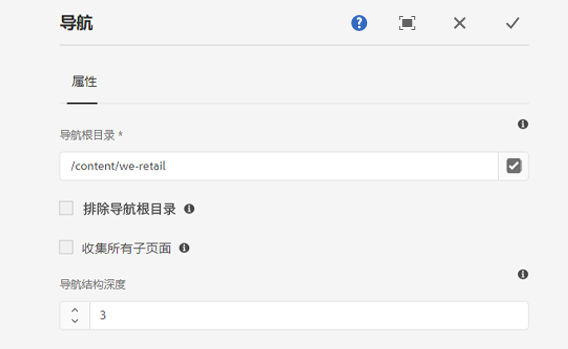 导航
属性
导航根目录 *
/content/we-retail
排除导航根目录
收集所有子页面
导航结构深度
3